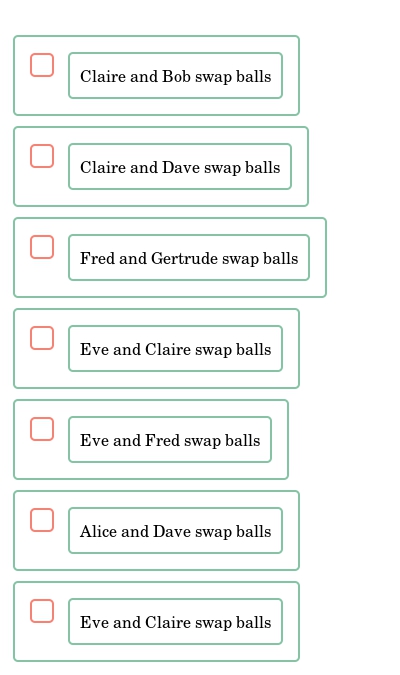 Claire and Bob swap balls
Claire and Dave swap balls
Fred and Gertrude swap balls
Eve and Claire swap balls
Eve and Fred swap balls
Alice and Dave swap balls
Eve and Claire swap balls